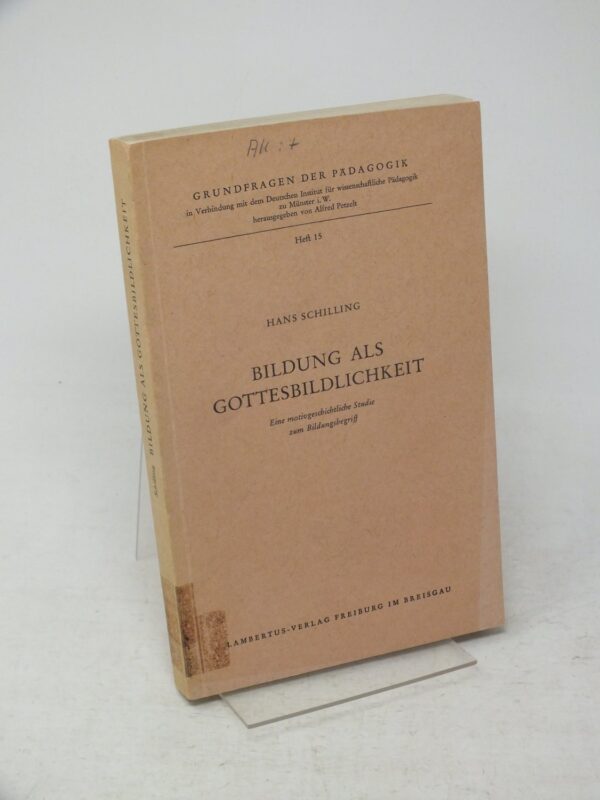 AK : +
GRUNDFRAGEN DER PÄDAGOGIK
in Verbindung mit dem Deutschen Institut für wissenschaftliche Pädagogik
zu Münster i. W.
herausgegeben von Alfred Petzelt
Heft 15
HANS SCHILLING
BILDUNG ALS
GOTTESBILDLICHKEIT
Eine motivgeschichtliche Studie
zum Bildungsbegriff
LAMBERTUS-VERLAG FREIBURG IM BREISGAU
Schilling BILDUNG ALS GOTTESBILDLICHKEIT